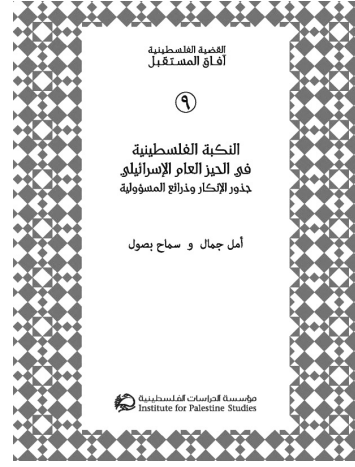 القضية الفلسطينية
آفاق المستقبل
٩
النكبة الفلسطينية
في الحيز العام الإسرائيلي
جذور الإنكار وذرائع المسؤولية
أمل جمال و سماح بصول
مؤسسة الدراسات الفلسطينية
Institute for Palestine Studies